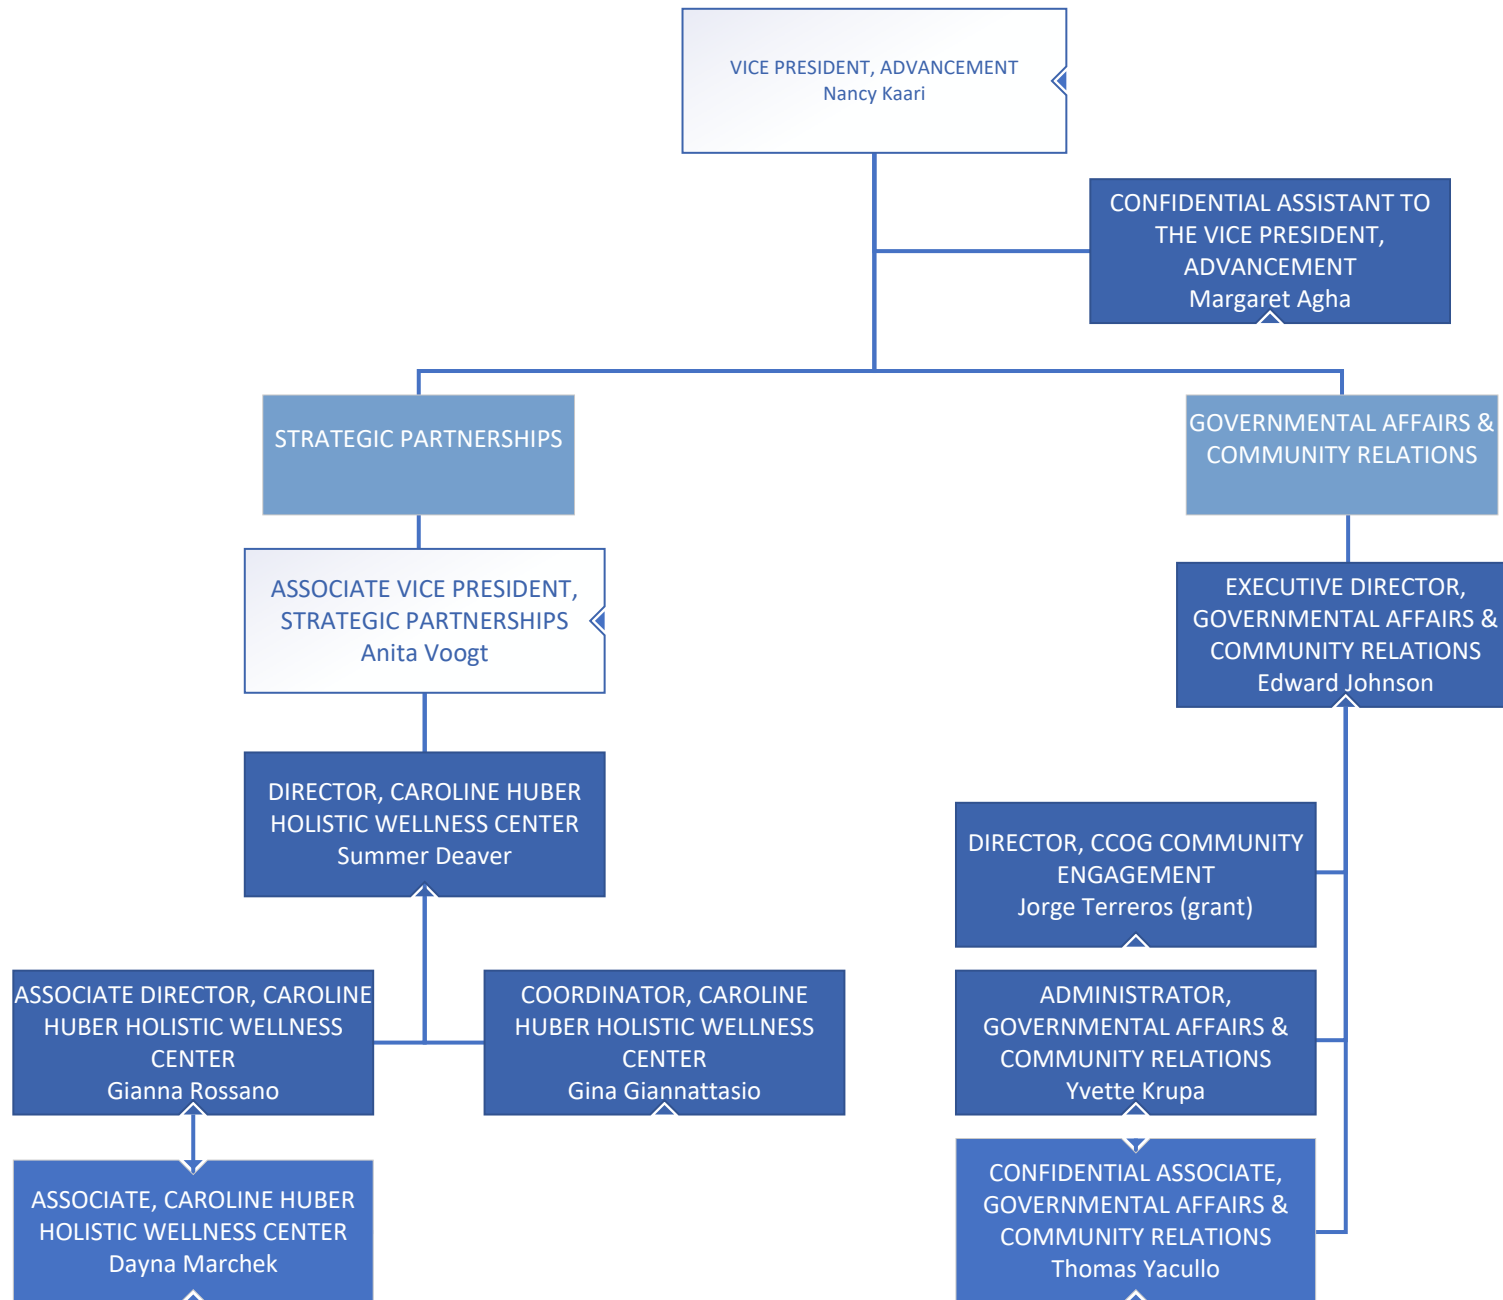 VICE PRESIDENT, ADVANCEMENT
Nancy Kaari
CONFIDENTIAL ASSISTANT TO
THE VICE PRESIDENT,
ADVANCEMENT
Margaret Agha
STRATEGIC PARTNERSHIPS
GOVERNMENTAL AFFAIRS &
COMMUNITY RELATIONS
ASSOCIATE VICE PRESIDENT,
STRATEGIC PARTNERSHIPS
Anita Voogt
EXECUTIVE DIRECTOR,
GOVERNMENTAL AFFAIRS &
COMMUNITY RELATIONS
Edward Johnson
DIRECTOR, CAROLINE HUBER
HOLISTIC WELLNESS CENTER
Summer Deaver
DIRECTOR, CCOG COMMUNITY
ENGAGEMENT
Jorge Terreros (grant)
ASSOCIATE DIRECTOR, CAROLINE
HUBER HOLISTIC WELLNESS
CENTER
Gianna Rossano
COORDINATOR, CAROLINE
HUBER HOLISTIC WELLNESS
CENTER
Gina Giannattasio
ADMINISTRATOR,
GOVERNMENTAL AFFAIRS &
COMMUNITY RELATIONS
Yvette Krupa
ASSOCIATE, CAROLINE HUBER
HOLISTIC WELLNESS CENTER
Dayna Marchek
CONFIDENTIAL ASSOCIATE,
GOVERNMENTAL AFFAIRS &
COMMUNITY RELATIONS
Thomas Yacullo